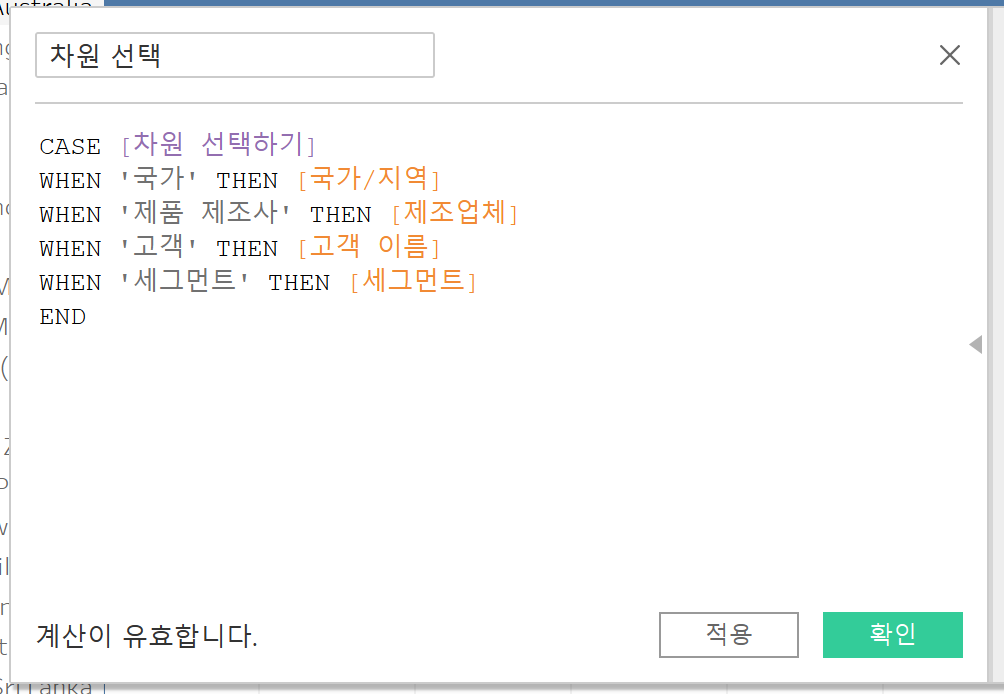 Australia
차원 선택
CASE [차원 선택하기]
WHEN '국가' THEN [국가/지역]
WHEN '제품 제조사' THEN [제조업체]
WHEN '고객' THEN [고객 이름]
WHEN '세그먼트' THEN [세그먼트]
END
계산이 유효합니다.
적용
확인
Sri Lanka